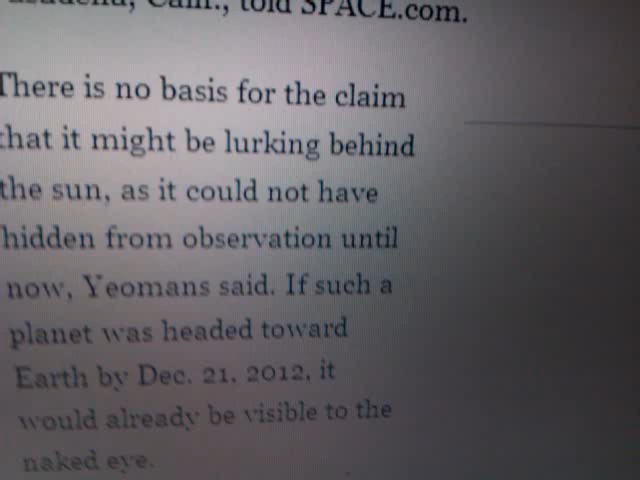 Calif., told SPACE.com.
There is no basis for the claim
that it might be lurking behind
the sun, as it could not have
hidden from observation until
now, Yeomans said. If such a
planet was headed toward
Earth by Dec. 21, 2012, it
would already be visible to the
naked eye.